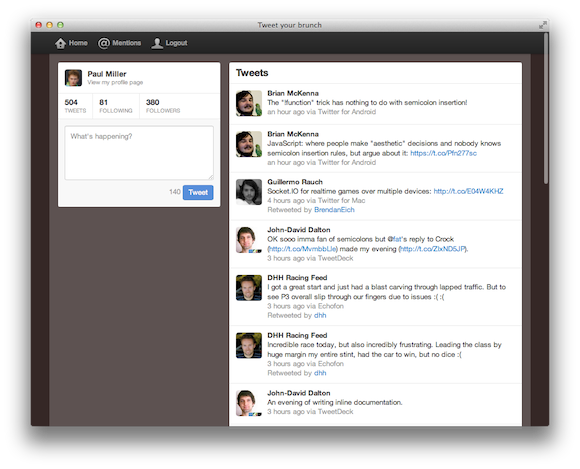 Tweet your brunch
Home
Mentions
Logout
Paul Miller
View my profile page
504
TWEETS
81
FOLLOWING
380
FOLLOWERS
What's happening?
140
Tweet
Tweets
Brian McKenna
The "!function" trick has nothing to do with semicolon insertion!
an hour ago via Twitter for Android
Brian McKenna
JavaScript: where people make "aesthetic" decisions and nobody knows
semicolon insertion rules, but argue about it: https://t.co/Pfn277sc
an hour ago via Twitter for Android
Guillermo Rauch
Socket.IO for realtime games over multiple devices: http://t.co/E04W4KHZ
4 hours ago via Twitter for Mac
Retweeted by BrendanEich
John-David Dalton
OK sooo imma fan of semicolons but @fat's reply to Crock
(http://t.co/MvmbbLle) made my evening (http://t.co/ZlxND5JP).
3 hours ago via TweetDeck
DHH Racing Feed
I got a great start and just had a blast carving through lapped traffic. But to
see P3 overall slip through our fingers due to issues :( :(
3 hours ago via Echofon
Retweeted by dhh
DHH Racing Feed
Incredible race today, but also incredibly frustrating. Leading the class by
huge margin my entire stint, had the car to win, but no dice :(
3 hours ago via Echofon
Retweeted by dhh
John-David Dalton
An evening of writing inline documentation.
3 hours ago via TweetDeck